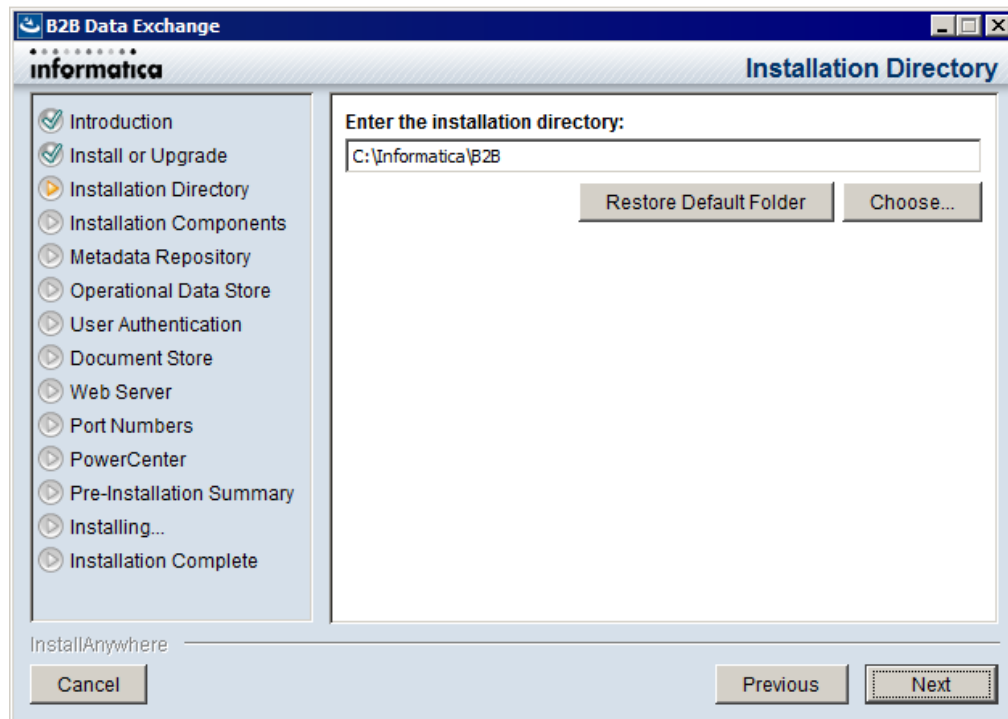 B2B Data Exchange
informatica
Installation Directory
Introduction
Install or Upgrade
Installation Directory
Installation Components
Metadata Repository
Operational Data Store
User Authentication
Document Store
Web Server
Port Numbers
PowerCenter
Pre-Installation Summary
Installing...
Installation Complete
Enter the installation directory:
C:\Informatica\B2B
Restore Default Folder
Choose...
InstallAnywhere
Cancel
Previous
Next